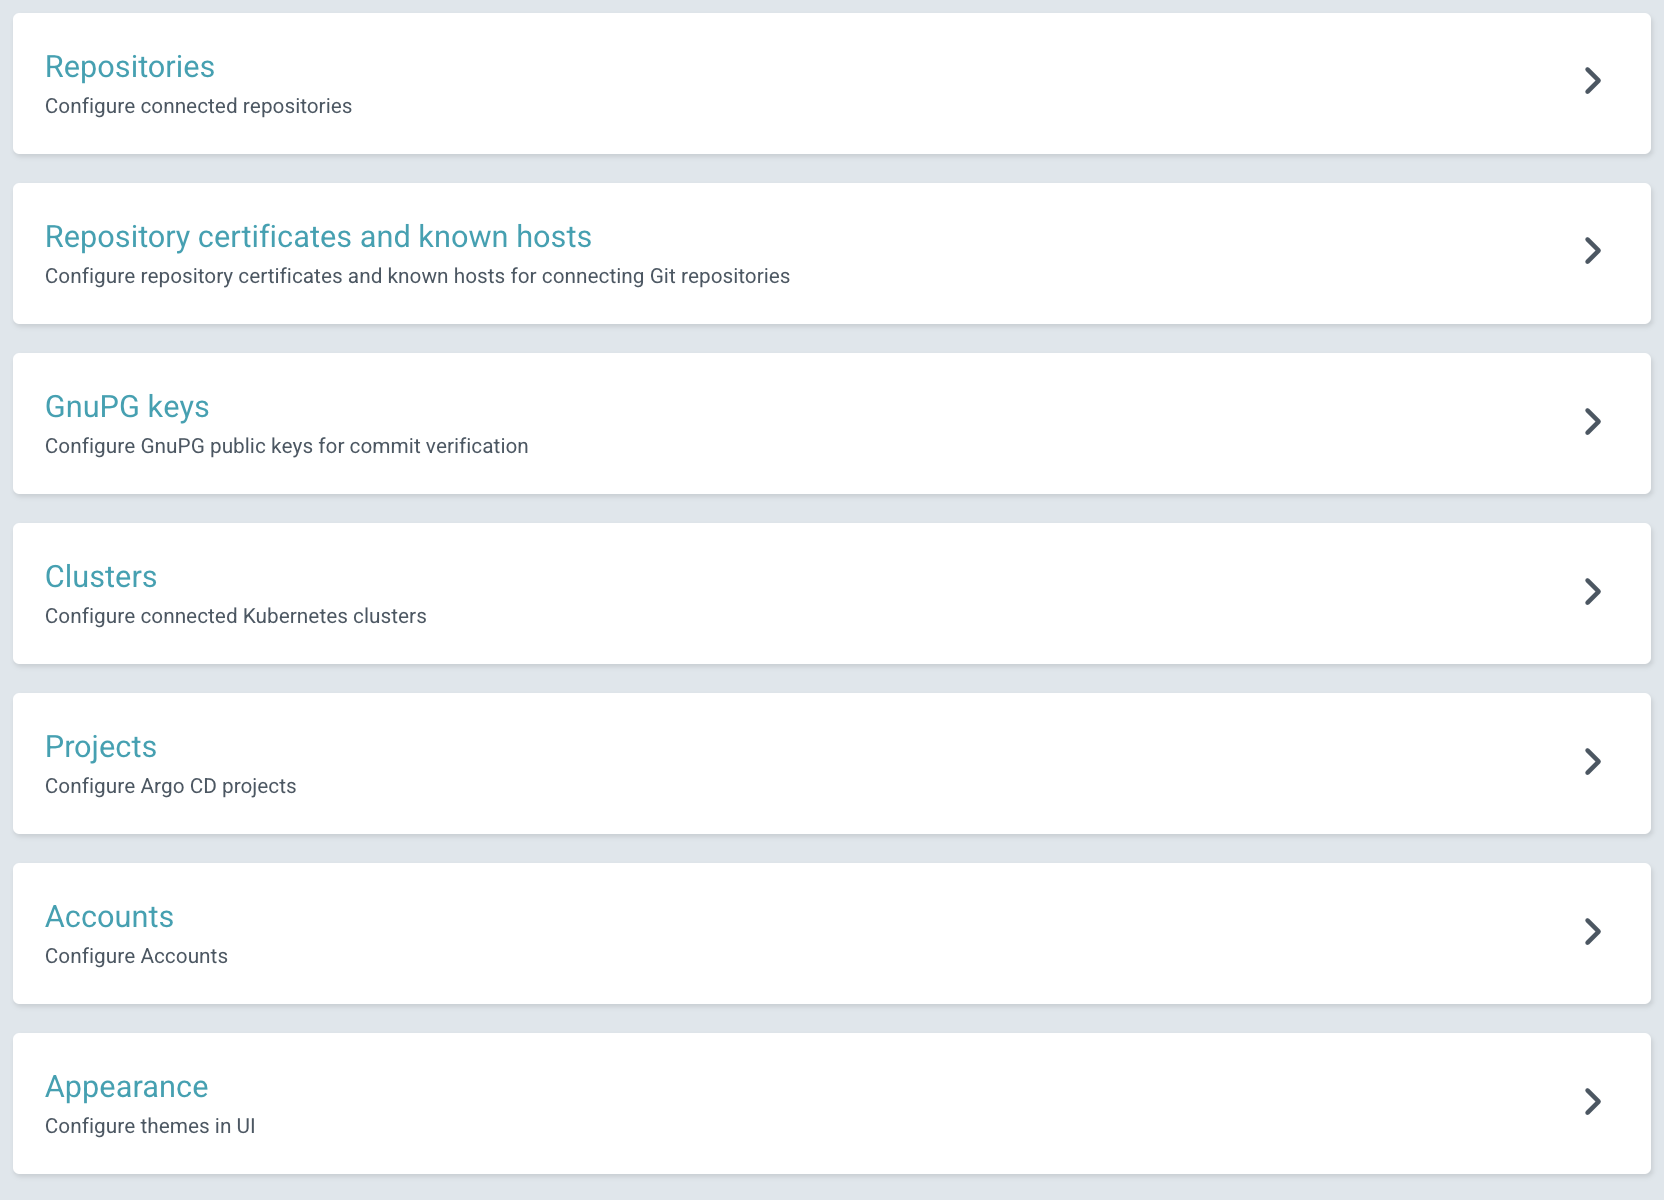 Repositories
Configure connected repositories
Repository certificates and known hosts
Configure repository certificates and known hosts for connecting Git repositories
GnuPG keys
Configure GnuPG public keys for commit verification
Clusters
Configure connected Kubernetes clusters
Projects
Configure Argo CD projects
Accounts
Configure Accounts
Appearance
Configure themes in UI